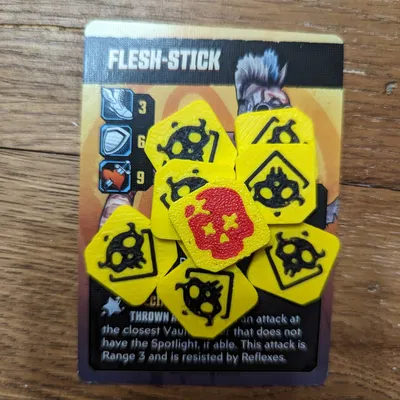 FLESH-STICK
3
6
9
THROWN an attack at
the closest that does not
have the Spotlight, if able. This attack is
Range 3 and is resisted by Reflexes.